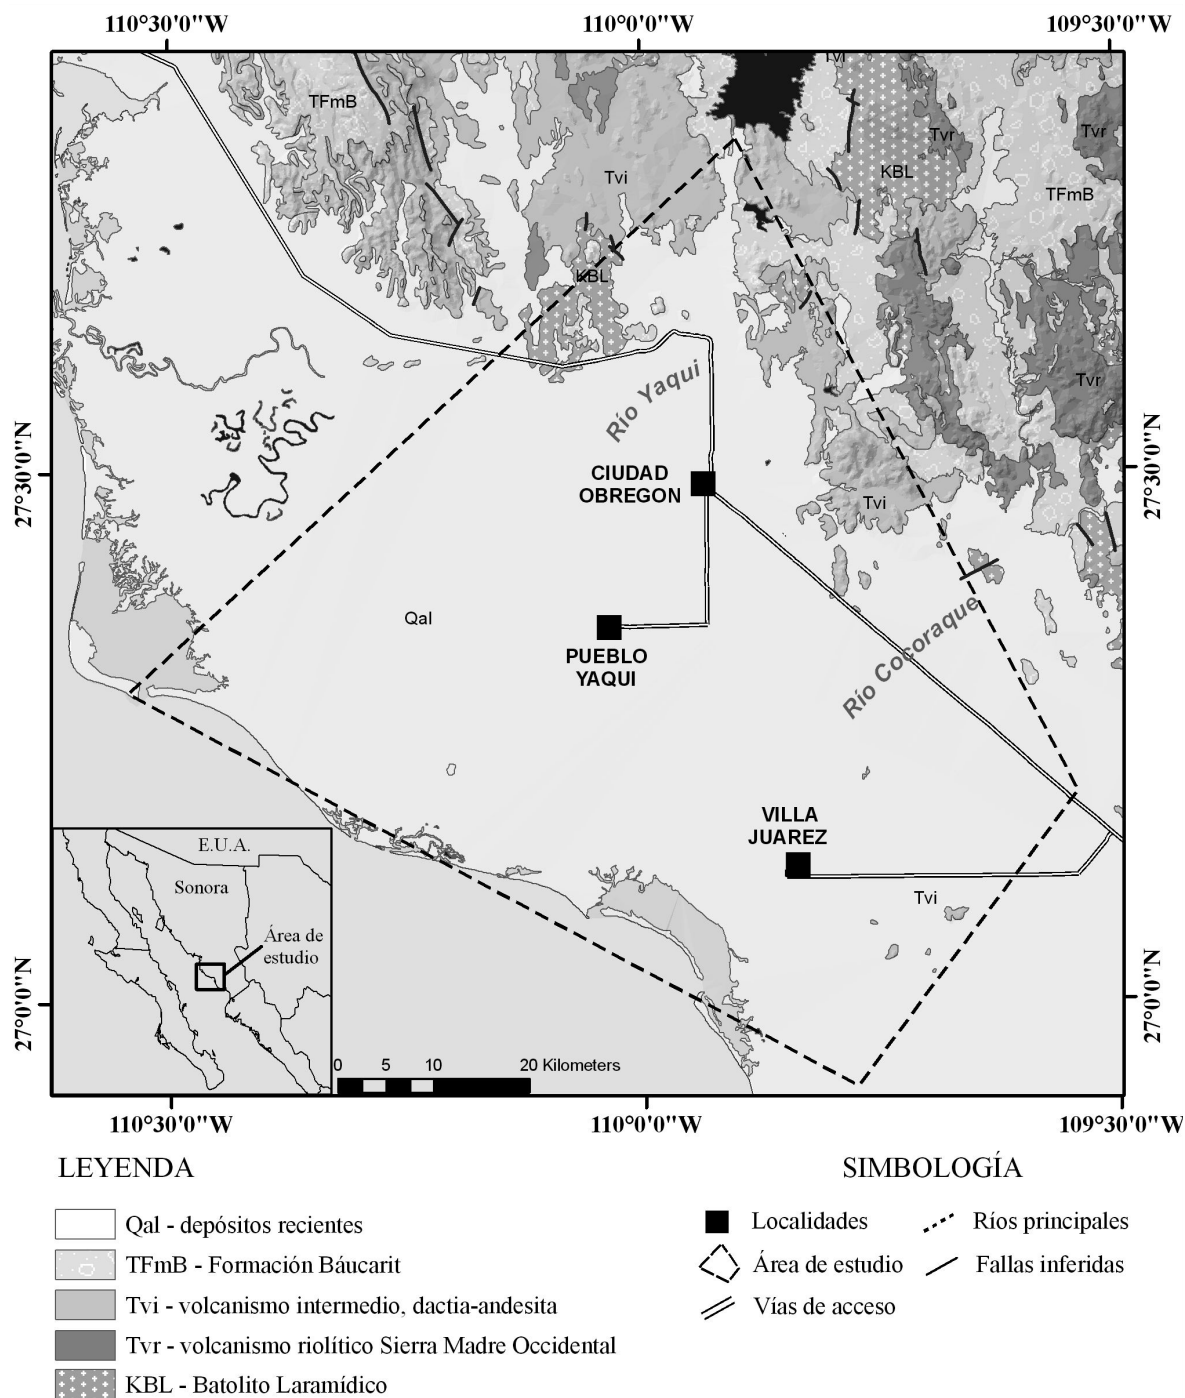 110°30'0"W
110°0'0"W
109°30'0"W
Tvi
TFmB
Tvr
Tvr
Tvi
KBL
TFmB
KBL
Tvr
Río Yaqui
27°30'0"N
27°30'0"N
CIUDAD
OBREGON
Tvi
Qal
Río Cocoraque
PUEBLO
YAQUI
VILLA
JUAREZ
Tvi
E.U.A.
Sonora
Área de
estudio
27°0'0"N
27°0'0"N
0 5 10 20 Kilometers
110°30'0"W
110°0'0"W
109°30'0"W
LEYENDA
Qal - depósitos recientes
TFmB - Formación Báucarit
Tvi - volcanismo intermedio, dactia-andesita
Tvr - volcanismo riolítico Sierra Madre Occidental
KBL - Batolito Laramídico
SIMBOLOGÍA
Localidades
Ríos principales
Área de estudio
Fallas inferidas
Vías de acceso